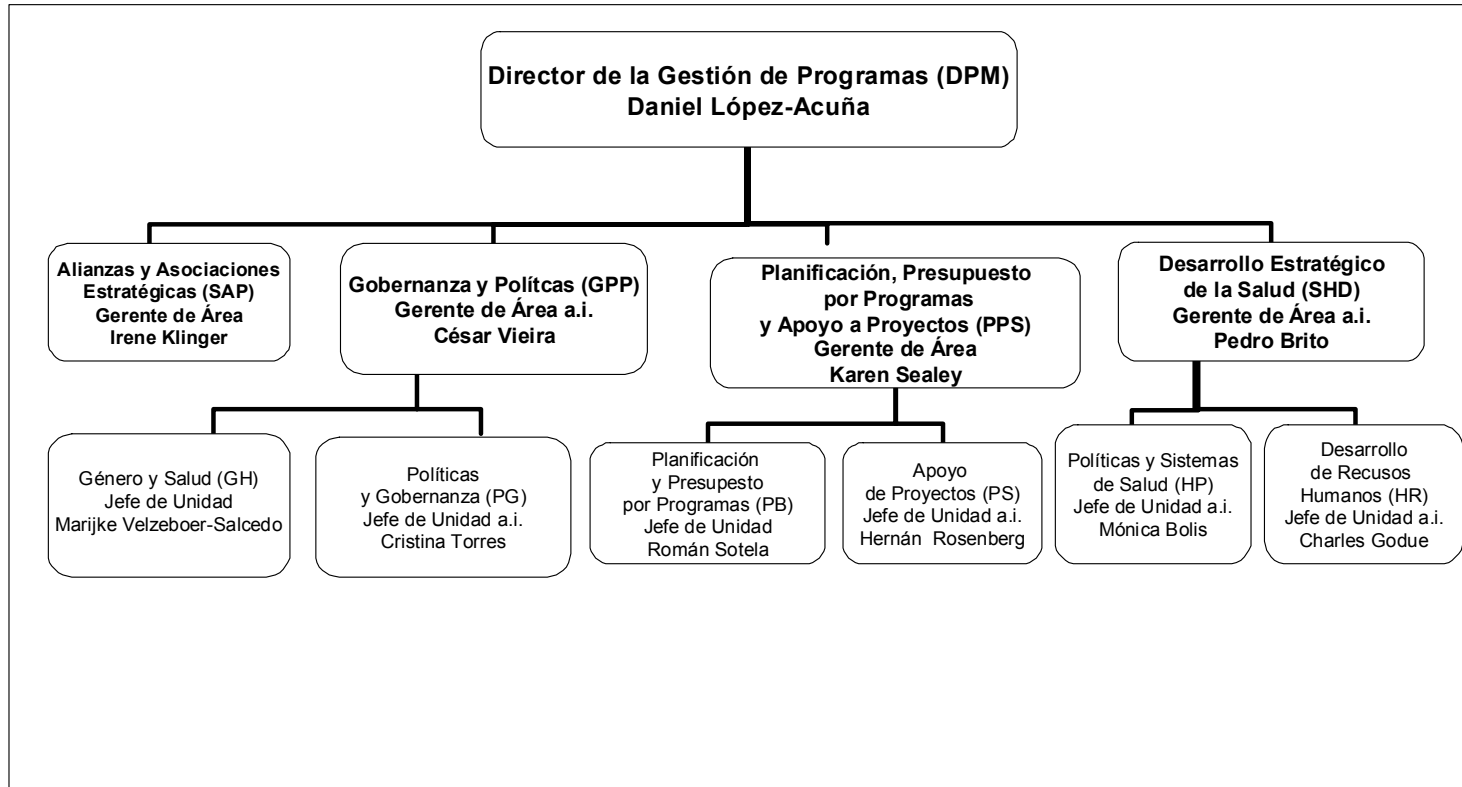 Director de la Gestión de Programas (DPM)
Daniel López-Acuña
Alianzas y Asociaciones
Estratégicas (SAP)
Gerente de Área
Irene Klinger
Gobernanza y Polítcas (GPP)
Gerente de Área a.i.
César Vieira
Planificación, Presupuesto
por Programas
y Apoyo a Proyectos (PPS)
Gerente de Área
Karen Sealey
Desarrollo Estratégico
de la Salud (SHD)
Gerente de Área a.i.
Pedro Brito
Género y Salud (GH)
Jefe de Unidad
Marijke Velzeboer-Salcedo
Políticas
y Gobernanza (PG)
Jefe de Unidad a.i.
Cristina Torres
Planificación
y Presupesto
por Programas (PB)
Jefe de Unidad
Román Sotela
Apoyo
de Proyectos (PS)
Jefe de Unidad a.i.
Hernán Rosenberg
Políticas y Sistemas
de Salud (HP)
Jefe de Unidad a.i.
Mónica Bolis
Desarrollo
de Recusos
Humanos (HR)
Jefe de Unidad a.i.
Charles Godue